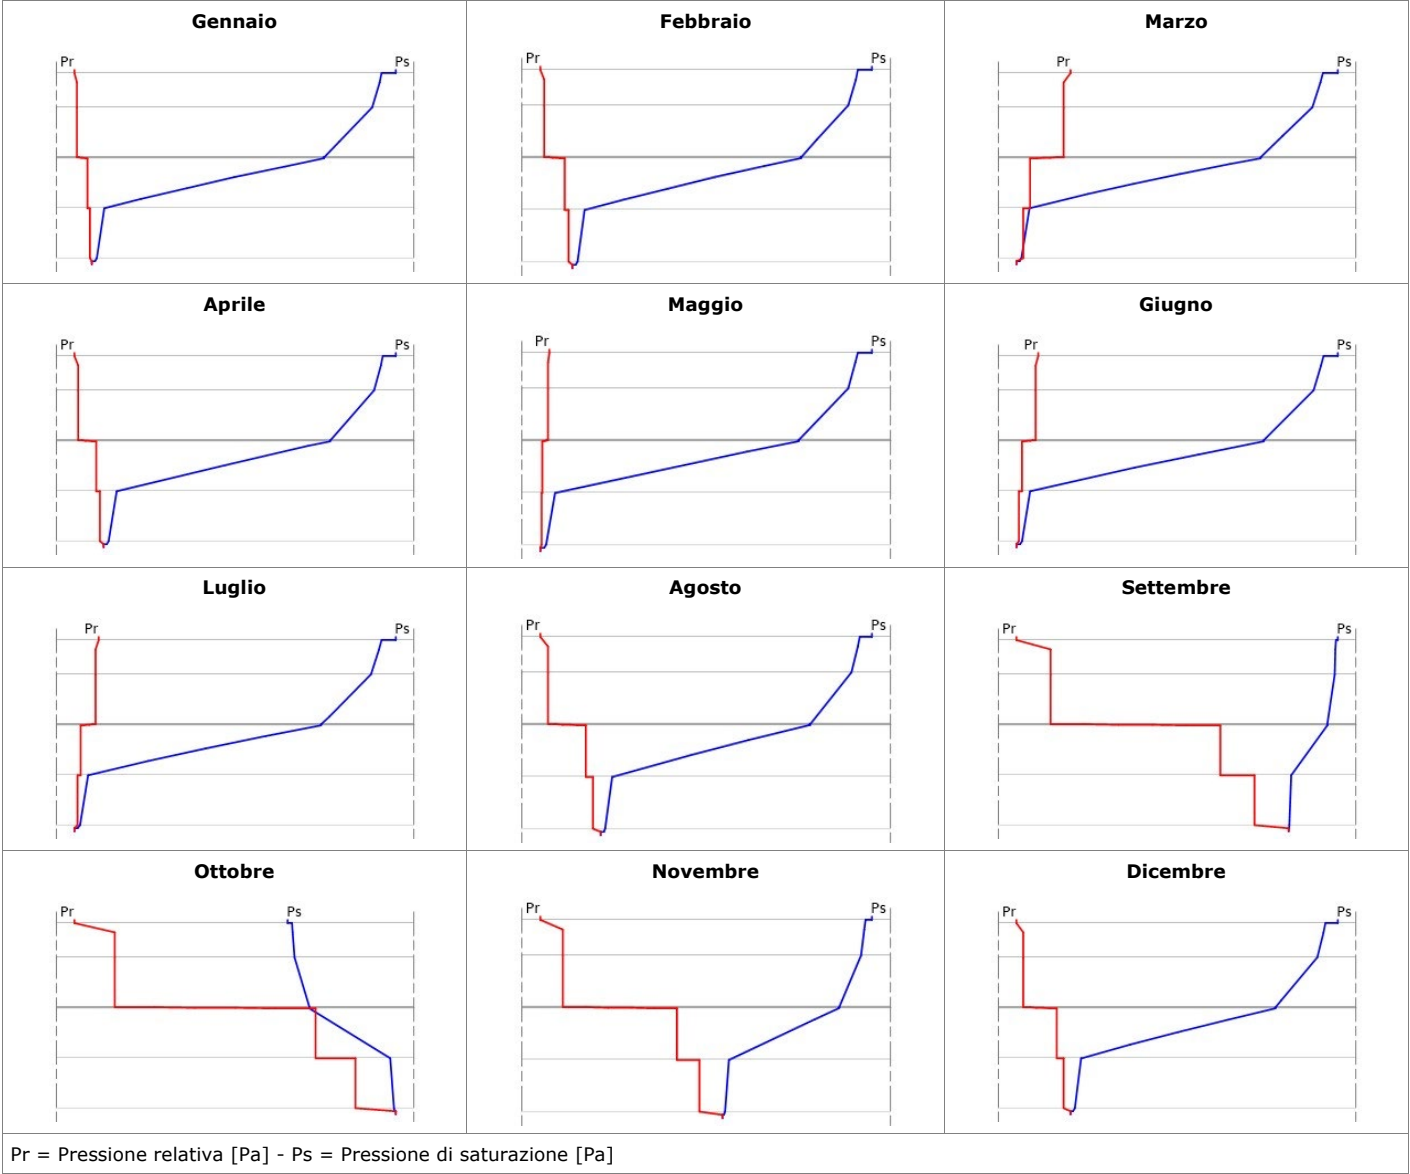 Gennaio
Febbraio
Marzo
Pr
Ps
Pr
Ps
Pr
Ps
Aprile
Maggio
Giugno
Pr
Ps
Pr
Ps
Pr
Ps
Luglio
Agosto
Settembre
Pr
Ps
Pr
Ps
Pr
Ps
Ottobre
Novembre
Dicembre
Pr
Ps
Pr
Ps
Pr
Ps
Pr = Pressione relativa [Pa] - Ps = Pressione di saturazione [Pa]